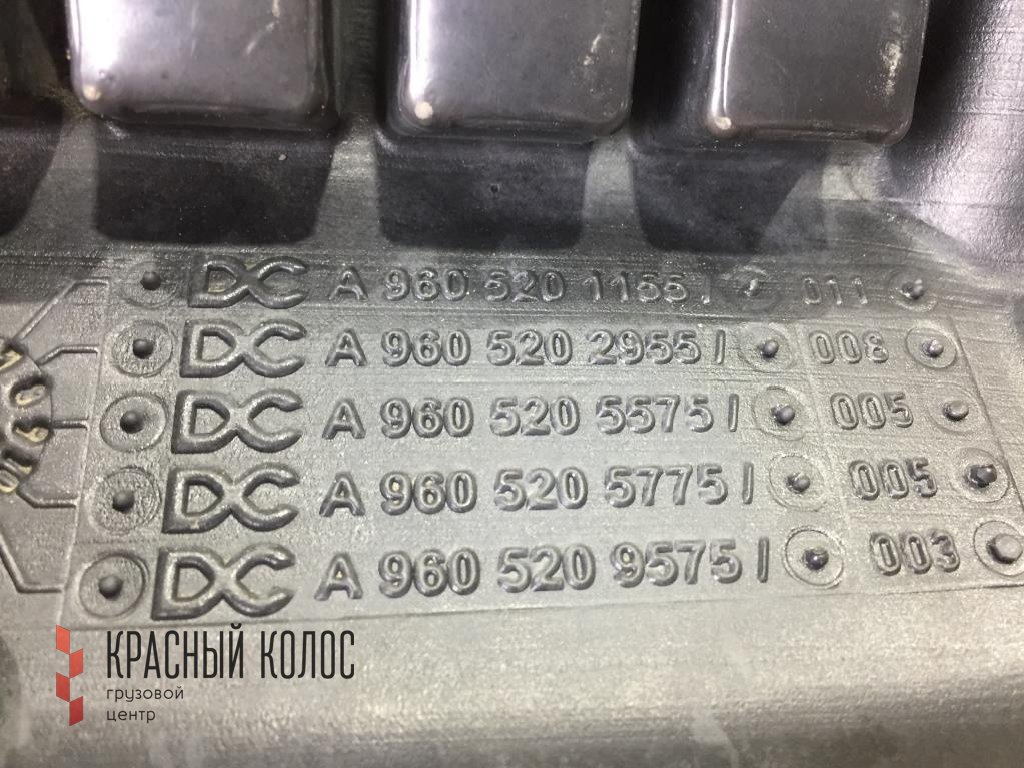 DC A 960 520 1155 / 011
DC A 960 520 2955 / 008
DC A 960 520 5575 / 005
DC A 960 520 5775 / 005
DC A 960 520 9575 / 003
КРАСНЫЙ КОЛОС
грузовой
центр